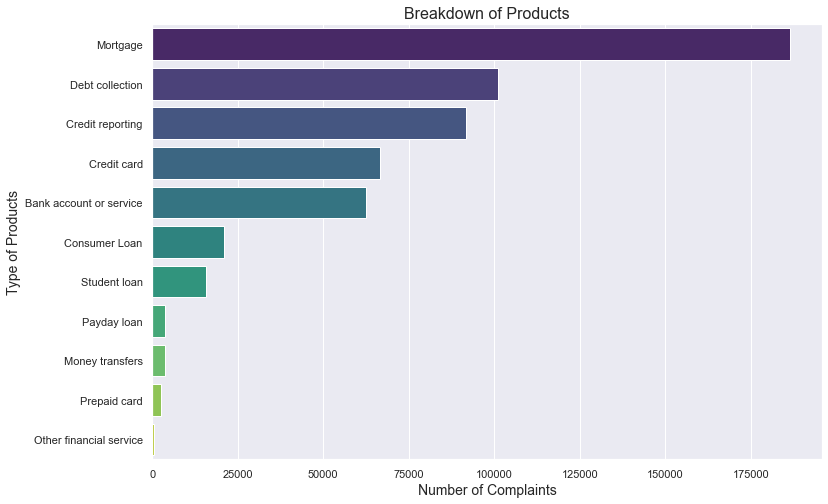 Breakdown of Products
Type of Products
Mortgage
Debt collection
Credit reporting
Credit card
Bank account or service
Consumer Loan
Student loan
Payday loan
Money transfers
Prepaid card
Other financial service
0 25000 50000 75000 100000 125000 150000 175000
Number of Complaints